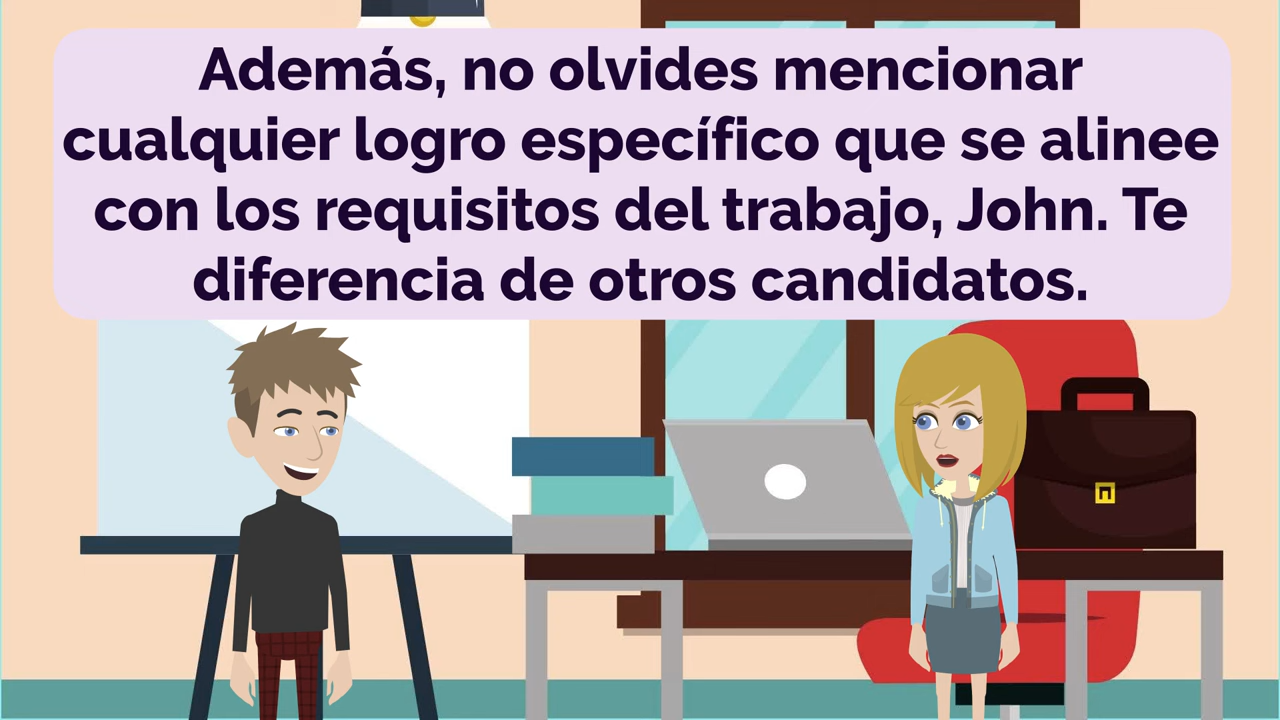 Además, no olvides mencionar
cualquier logro específico que se alinee
con los requisitos del trabajo, John. Te
diferencia de otros candidatos.